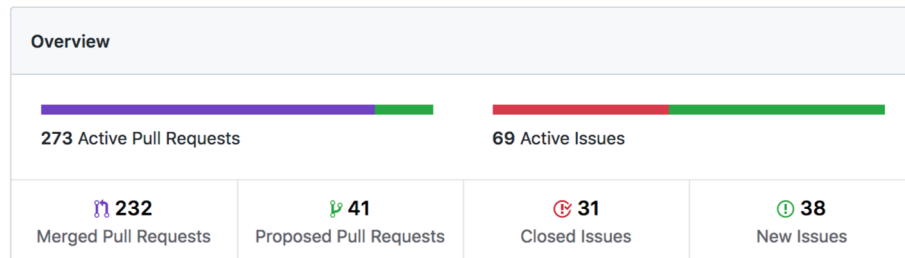 Overview
273 Active Pull Requests
69 Active Issues
232
Merged Pull Requests
41
Proposed Pull Requests
31
Closed Issues
38
New Issues